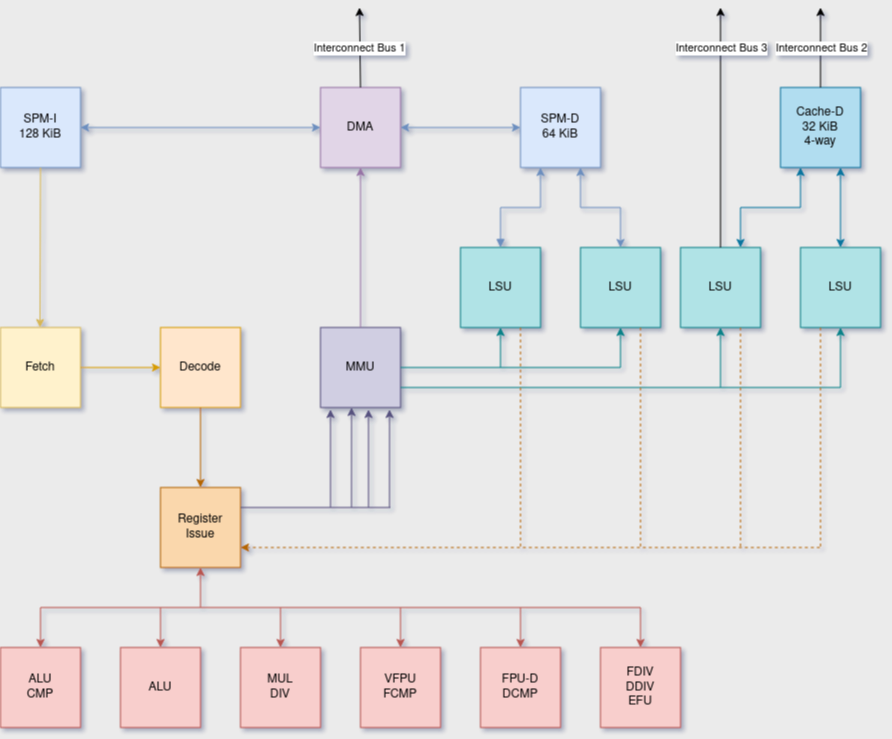 Interconnect Bus 1
Interconnect Bus 3
Interconnect Bus 2
SPM-I
128 KiB
DMA
SPM-D
64 KiB
Cache-D
32 KiB
4-way
LSU
LSU
LSU
LSU
Fetch
Decode
MMU
Register
Issue
ALU
CMP
ALU
MUL
DIV
VFPU
FCMP
FPU-D
DCMP
FDIV
DDIV
EFU